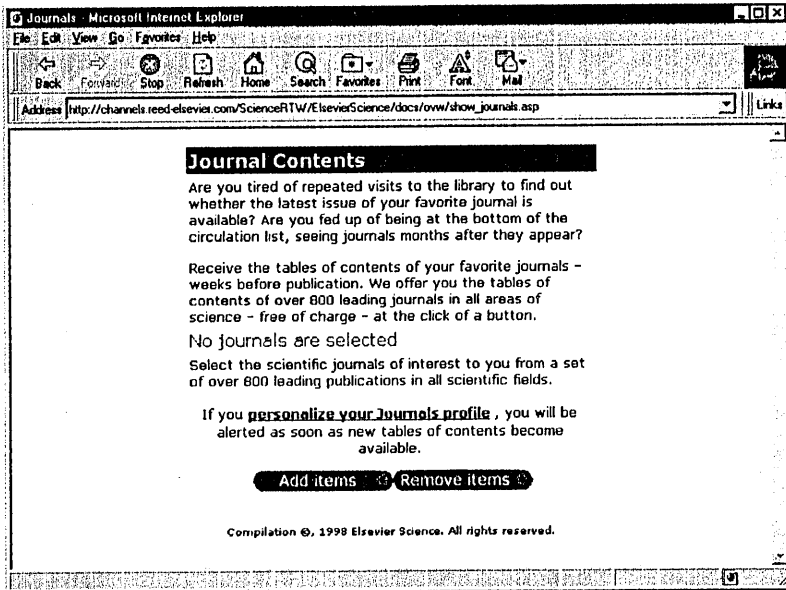 Journals - Microsoft Internet Explorer
File Edit View Go Favorites Help
Back Forward Stop Refresh Home Search Favorites Print Font Mail
Address http://channels.reed-elsevier.com/ScienceRTW/ElsevierScience/docs/ovw/show_journals.asp Links
Journal Contents
Are you tired of repeated visits to the library to find out
whether the latest issue of your favorite journal is
available? Are you fed up of being at the bottom of the
circulation list, seeing journals months after they appear?
Receive the tables of contents of your favorite journals -
weeks before publication. We offer you the tables of
contents of over 800 leading journals in all areas of
science - free of charge - at the click of a button.
No journals are selected
Select the scientific journals of interest to you from a set
of over 800 leading publications in all scientific fields.
If you personalize your Journals profile , you will be
alerted as soon as new tables of contents become
available.
Add items Remove items
Compilation ©, 1998 Elsevier Science. All rights reserved.